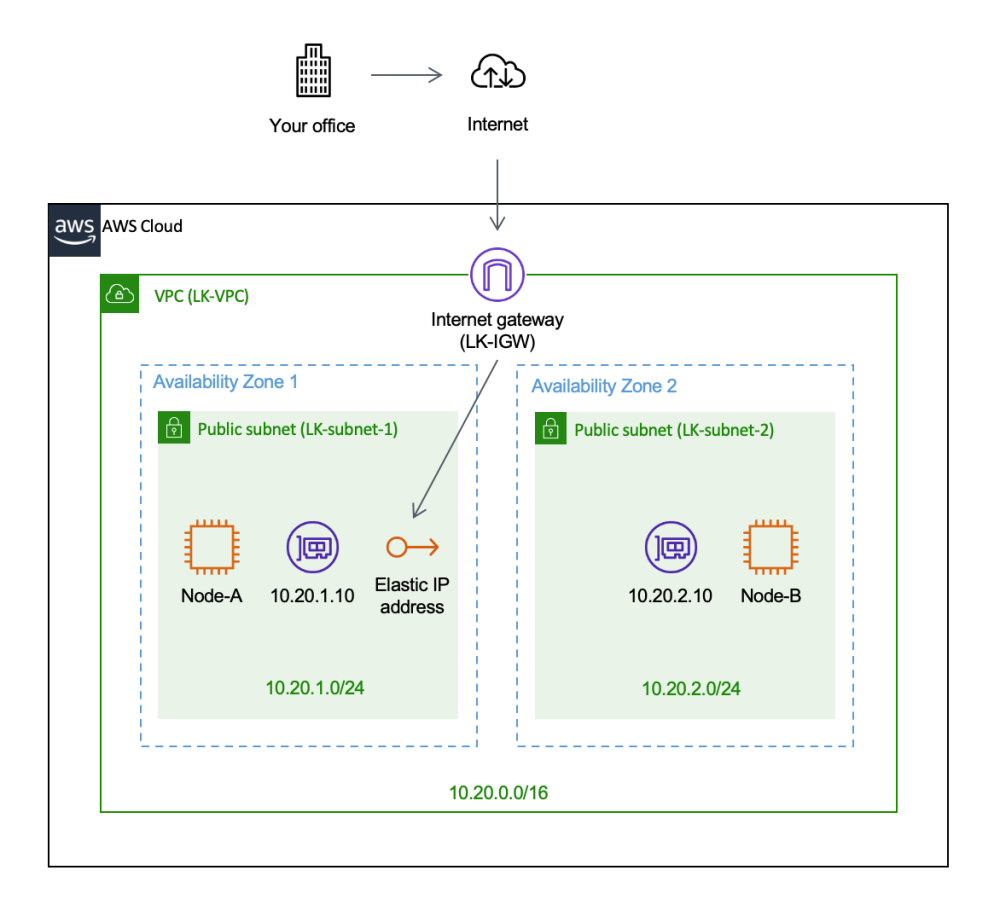 Your office
Internet
aws
AWS Cloud
VPC (LK-VPC)
Internet gateway
(LK-IGW)
Availability Zone 1
Public subnet (LK-subnet-1)
Node-A
10.20.1.10
Elastic IP
address
10.20.1.0/24
Availability Zone 2
Public subnet (LK-subnet-2)
10.20.2.10
Node-B
10.20.2.0/24
10.20.0.0/16